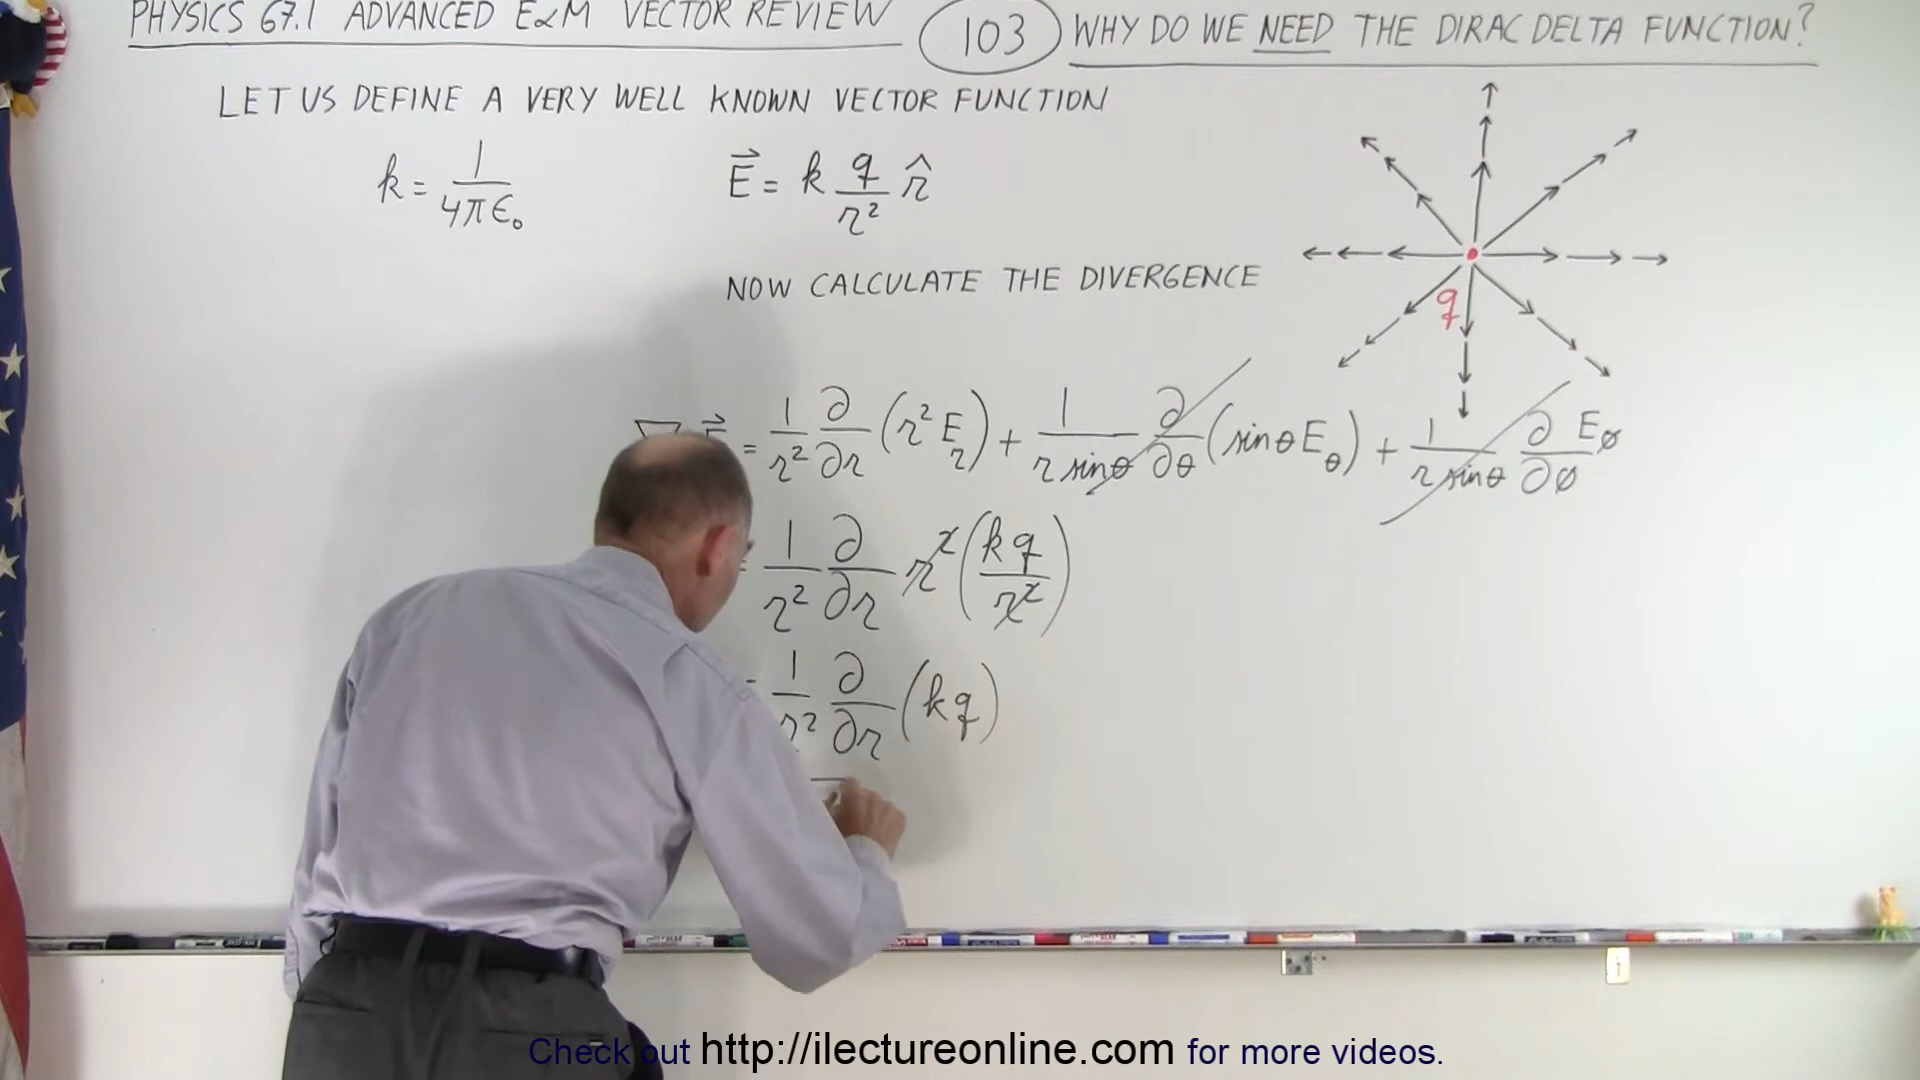 PHYSICS 67.1 ADVANCED E&M VECTOR REVIEW 103 WHY DO WE NEED THE DIRAC DELTA FUNCTION?
LET US DEFINE A VERY WELL KNOWN VECTOR FUNCTION
k = 1/4πϵ₀ E⃗ = k q/r² r̂
NOW CALCULATE THE DIVERGENCE
q
= 1/r² ∂/∂r (r² E_r) + 1/(r sinθ) ∂/∂θ (sinθ E_θ) + 1/(r sinθ) ∂E_ø/∂ø
= 1/r² ∂/∂r r² (kq/r²)
= 1/r² ∂/∂r (kq)
Check out http://ilectureonline.com for more videos.